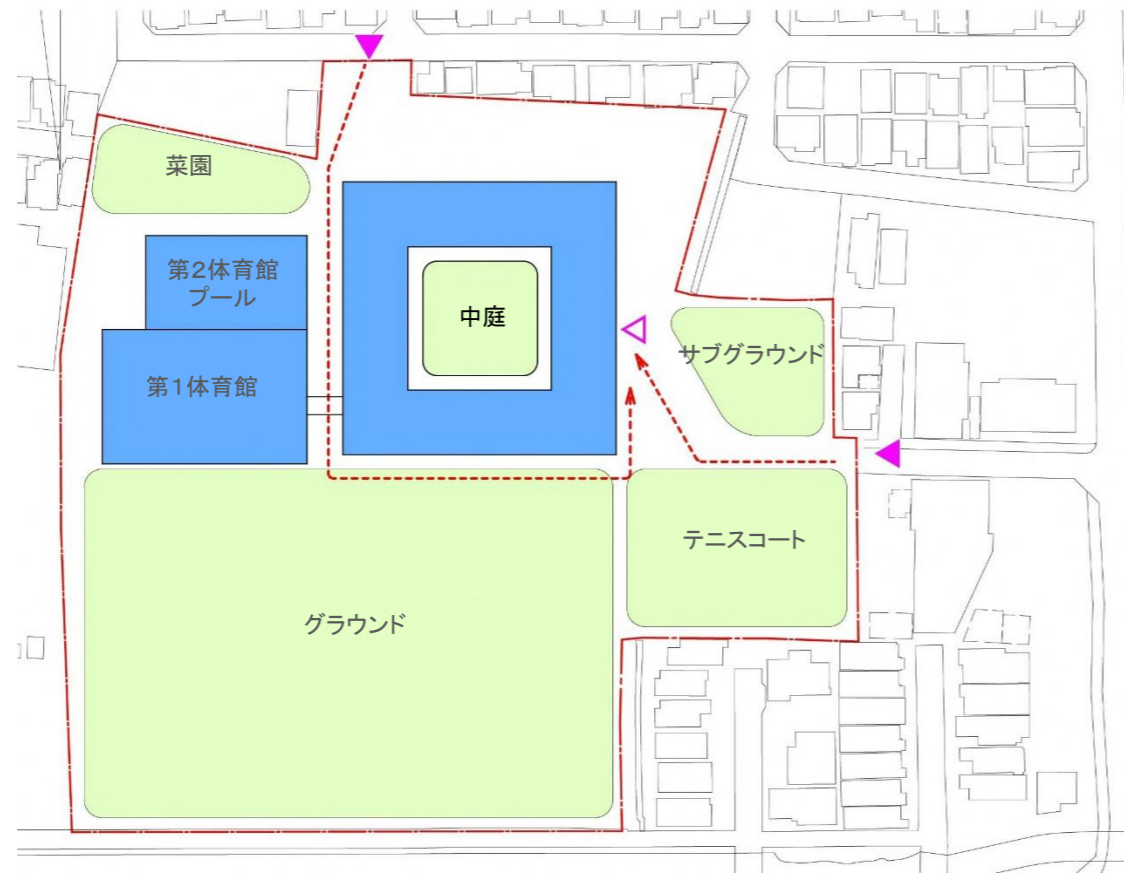 菜園
第2体育館
プール
中庭
サブグラウンド
第1体育館
テニスコート
グラウンド